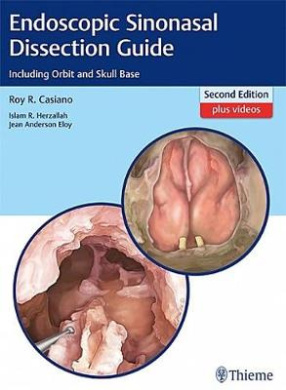 Endoscopic Sinonasal
Dissection Guide
Including Orbit and Skull Base
Roy R. Casiano
Islam R. Herzallah
Jean Anderson Eloy
Second Edition
plus videos
Thieme